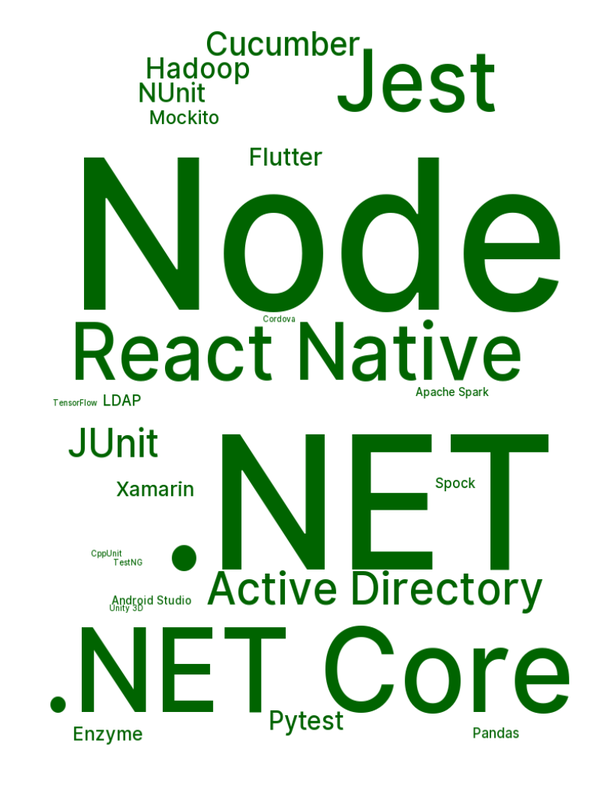 Cucumber
Jest
Hadoop
NUnit
Mockito
Flutter
Node
Cordova
React Native
Apache Spark
TensorFlow
LDAP
JUnit
.NET
Spock
Xamarin
CppUnit
TestNG
Active Directory
Android Studio
Unity 3D
.NET Core
Pytest
Enzyme
Pandas